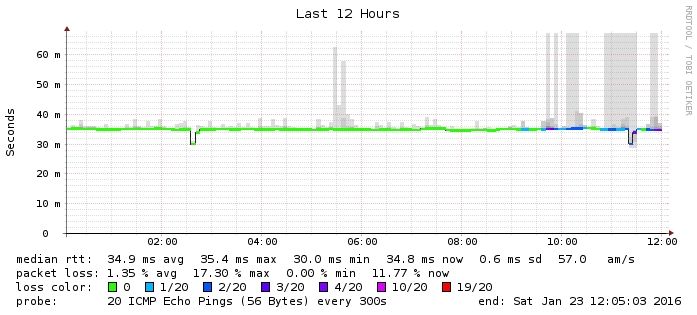 Last 12 Hours
RRDTOOL / TOBI OETIKER
Seconds
60 m
50 m
40 m
30 m
20 m
10 m
0
02:00 04:00 06:00 08:00 10:00 12:00
median rtt: 34.9 ms avg 35.4 ms max 30.0 ms min 34.8 ms now 0.6 ms sd 57.0 am/s
packet loss: 1.35 % avg 17.30 % max 0.00 % min 11.77 % now
loss color: 0 1/20 2/20 3/20 4/20 10/20 19/20
probe: 20 ICMP Echo Pings (56 Bytes) every 300s end: Sat Jan 23 12:05:03 2016